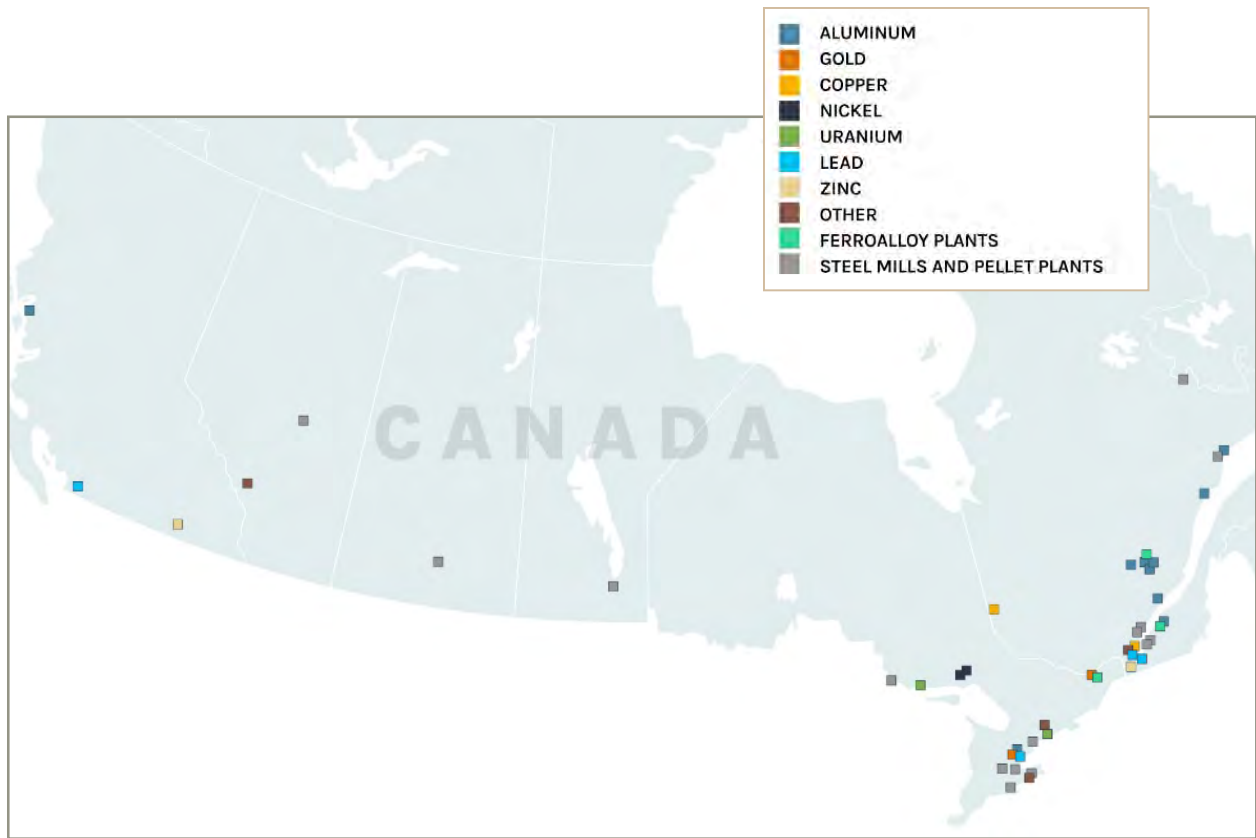 ALUMINUM
GOLD
COPPER
NICKEL
URANIUM
LEAD
ZINC
OTHER
FERROALLOY PLANTS
STEEL MILLS AND PELLET PLANTS
CANADA